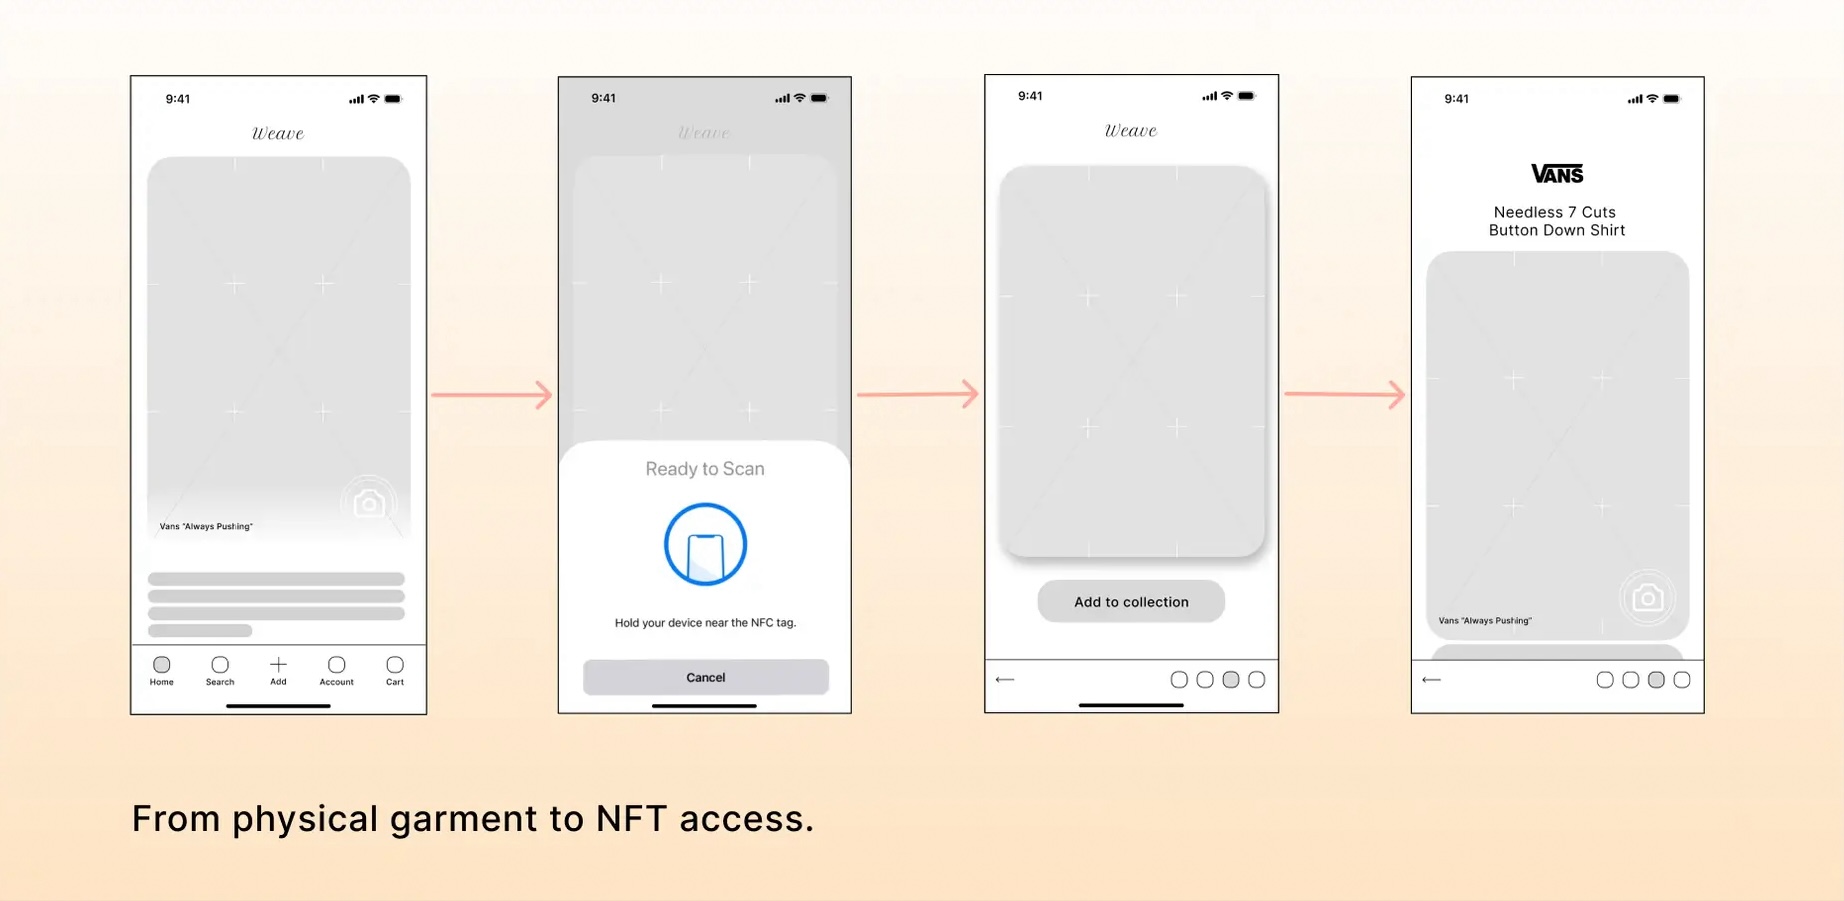 9:41
Weave
Vans "Always Pushing"
Home
Search
Add
Account
Cart
9:41
Weave
Ready to Scan
Hold your device near the NFC tag.
Cancel
9:41
Weave
Add to collection
9:41
VANS
Needless 7 Cuts
Button Down Shirt
Vans "Always Pushing"
From physical garment to NFT access.